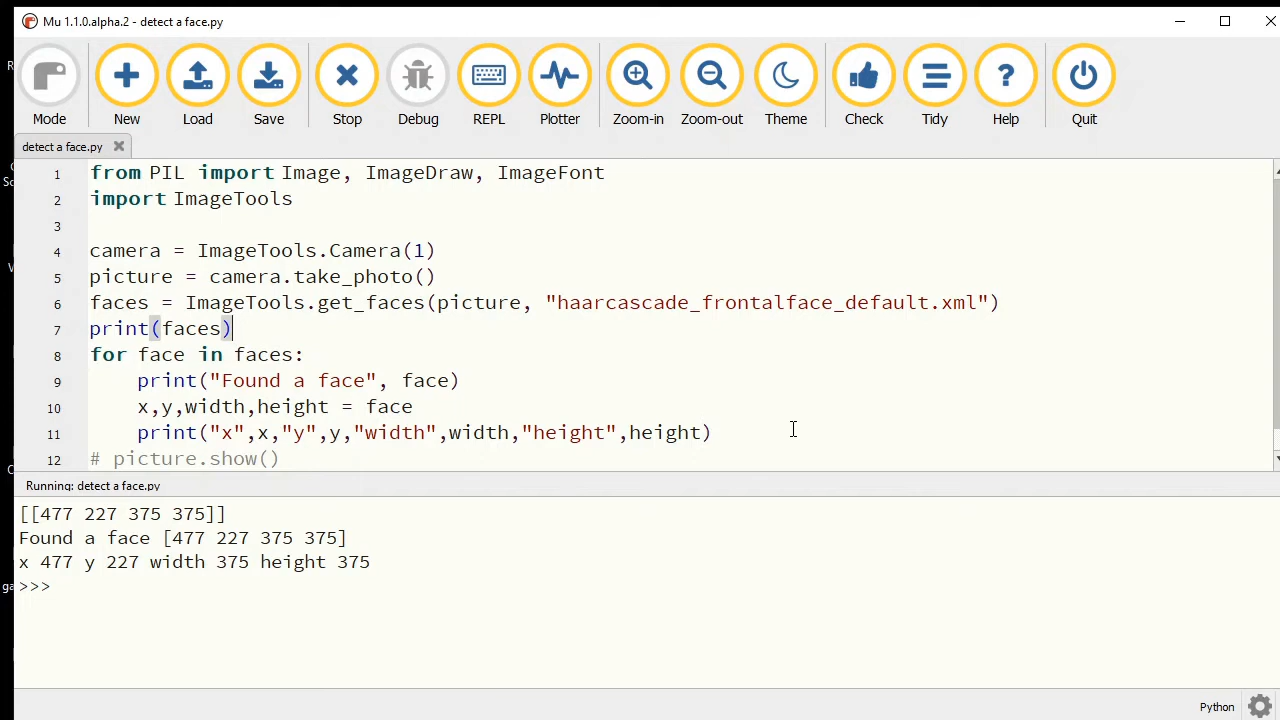 Mu 1.1.0.alpha.2 - detect a face.py
Mode New Load Save Stop Debug REPL Plotter Zoom-in Zoom-out Theme Check Tidy Help Quit
detect a face.py
1 from PIL import Image, ImageDraw, ImageFont
2 import ImageTools
3
4 camera = ImageTools.Camera(1)
5 picture = camera.take_photo()
6 faces = ImageTools.get_faces(picture, "haarcascade_frontalface_default.xml")
7 print(faces)
8 for face in faces:
9     print("Found a face", face)
10     x,y,width,height = face
11     print("x",x,"y",y,"width",width,"height",height)
12 # picture.show()
Running: detect a face.py
[[477 227 375 375]]
Found a face [477 227 375 375]
x 477 y 227 width 375 height 375
>>>
Python